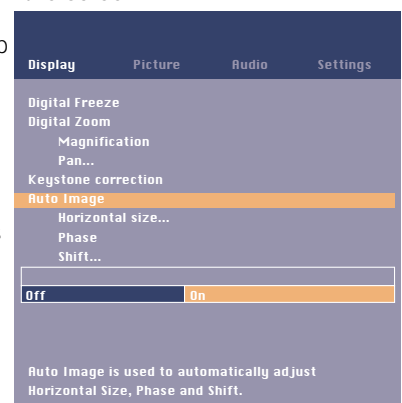 Display Picture Audio Settings
Digital Freeze
Digital Zoom
Magnification
Pan...
Keystone correction
Auto Image
Horizontal size...
Phase
Shift...
Off On
Auto Image is used to automatically adjust
Horizontal Size, Phase and Shift.